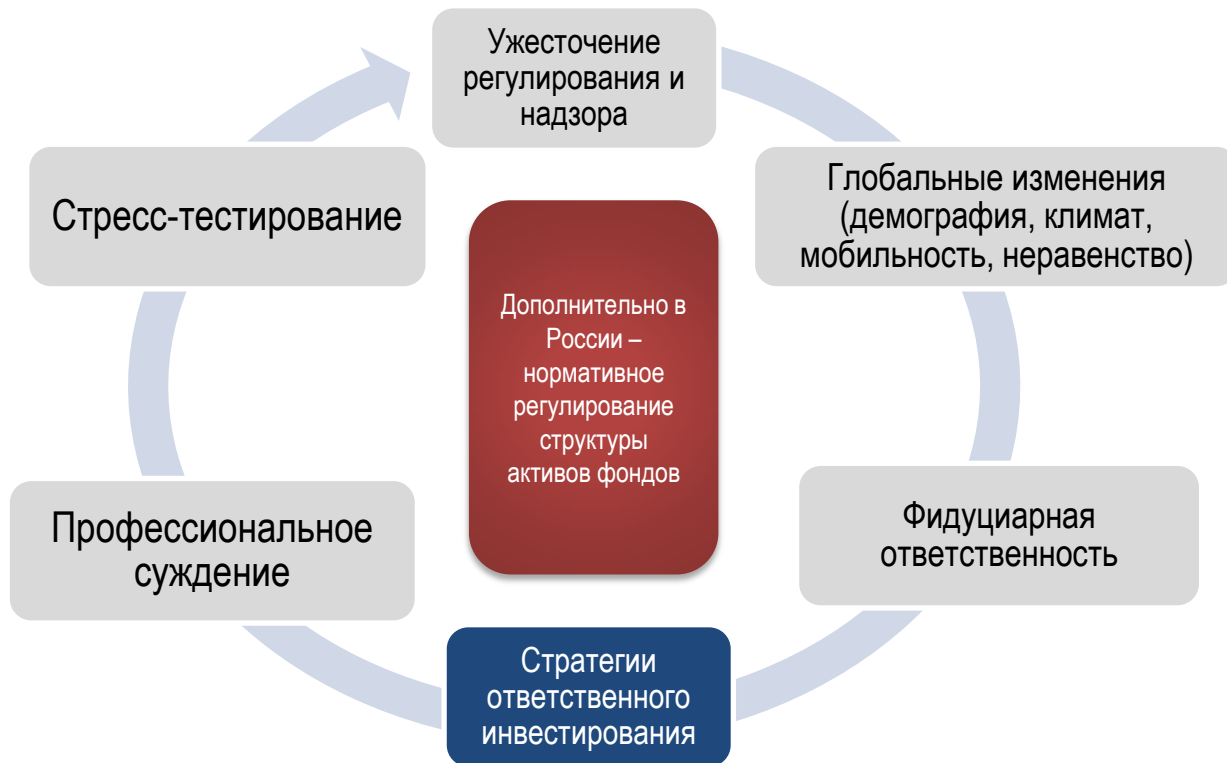 Ужесточение
регулирования и
надзора
Глобальные изменения
(демография, климат,
мобильность, неравенство)
Фидуциарная
ответственность
Стратегии
ответственного
инвестирования
Профессиональное
суждение
Стресс-тестирование
Дополнительно в
России –
нормативное
регулирование
структуры
активов фондов